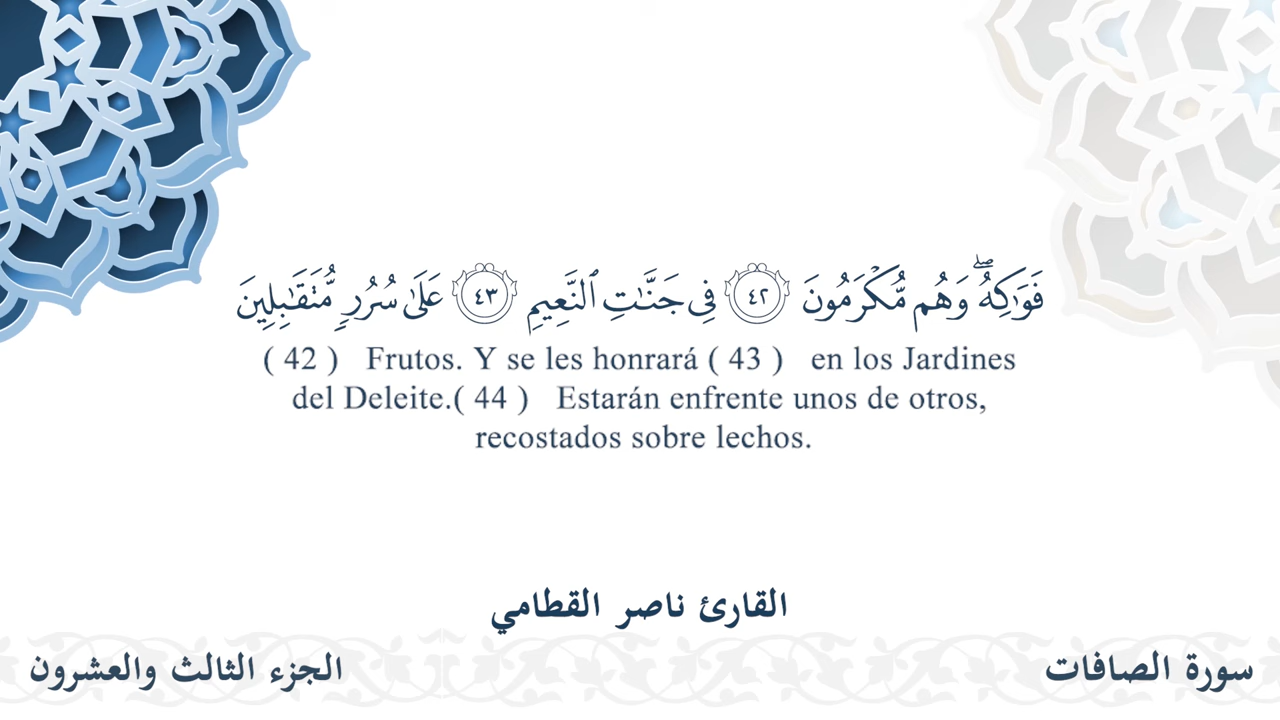 فَوَٰكِهُ ۖ وَهُم مُّكْرَمُونَ ٤٢ فِى جَنَّٰتِ ٱلنَّعِيمِ ٤٣ عَلَىٰ سُرُرٍ مُّتَقَٰبِلِينَ
( 42 ) Frutos. Y se les honrará ( 43 ) en los Jardines
del Deleite.( 44 ) Estarán enfrente unos de otros,
recostados sobre lechos.
القارئ ناصر القطامي
سورة الصافات
الجزء الثالث والعشرون